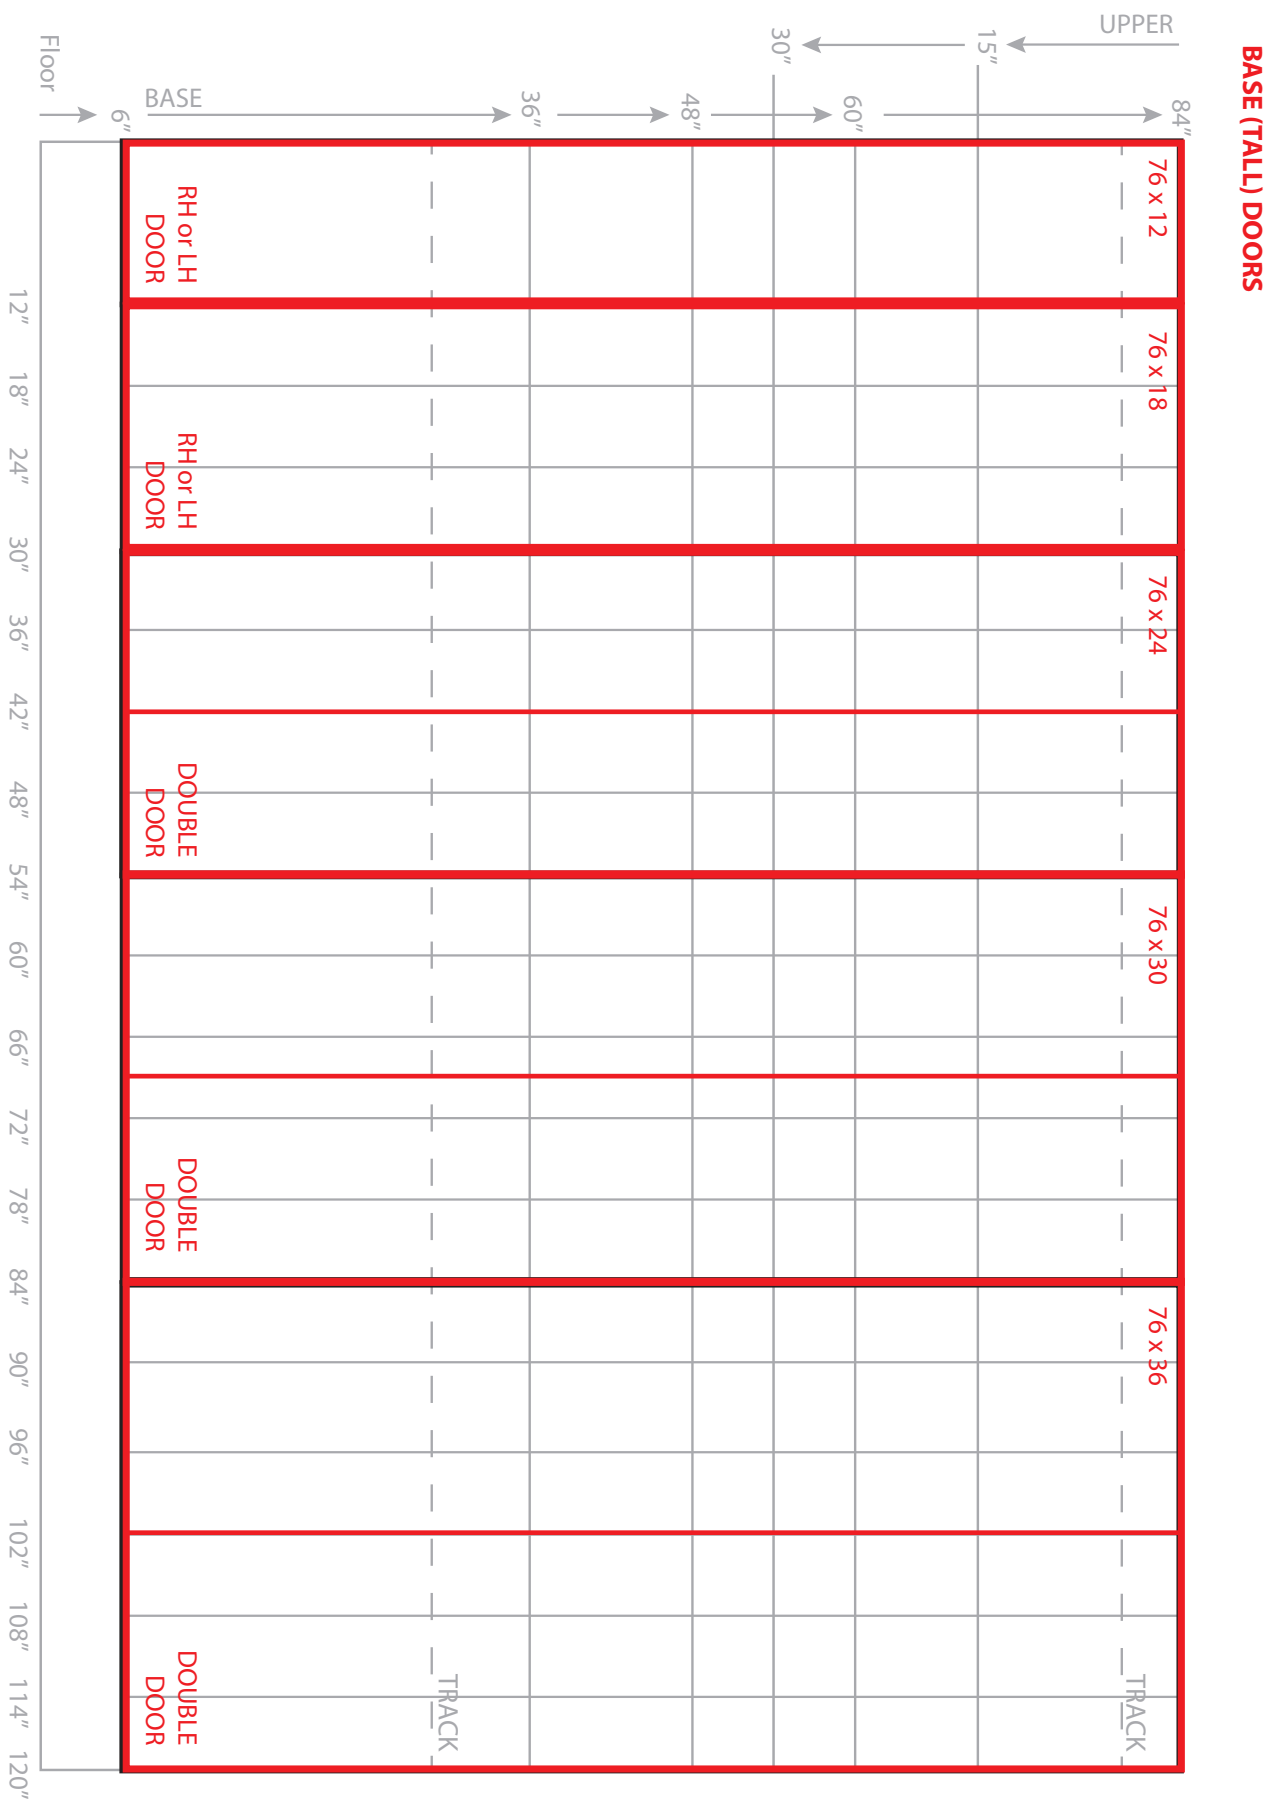 BASE (TALL) DOORS
UPPER
15"
30"
84"
60"
48"
36"
BASE
6"
Floor
76 x 12
76 x 18
76 x 24
76 x 30
76 x 36
TRACK
TRACK
RH or LH
DOOR
RH or LH
DOOR
DOUBLE
DOOR
DOUBLE
DOOR
DOUBLE
DOOR
12"
18"
24"
30"
36"
42"
48"
54"
60"
66"
72"
78"
84"
90"
96"
102"
108"
114"
120"